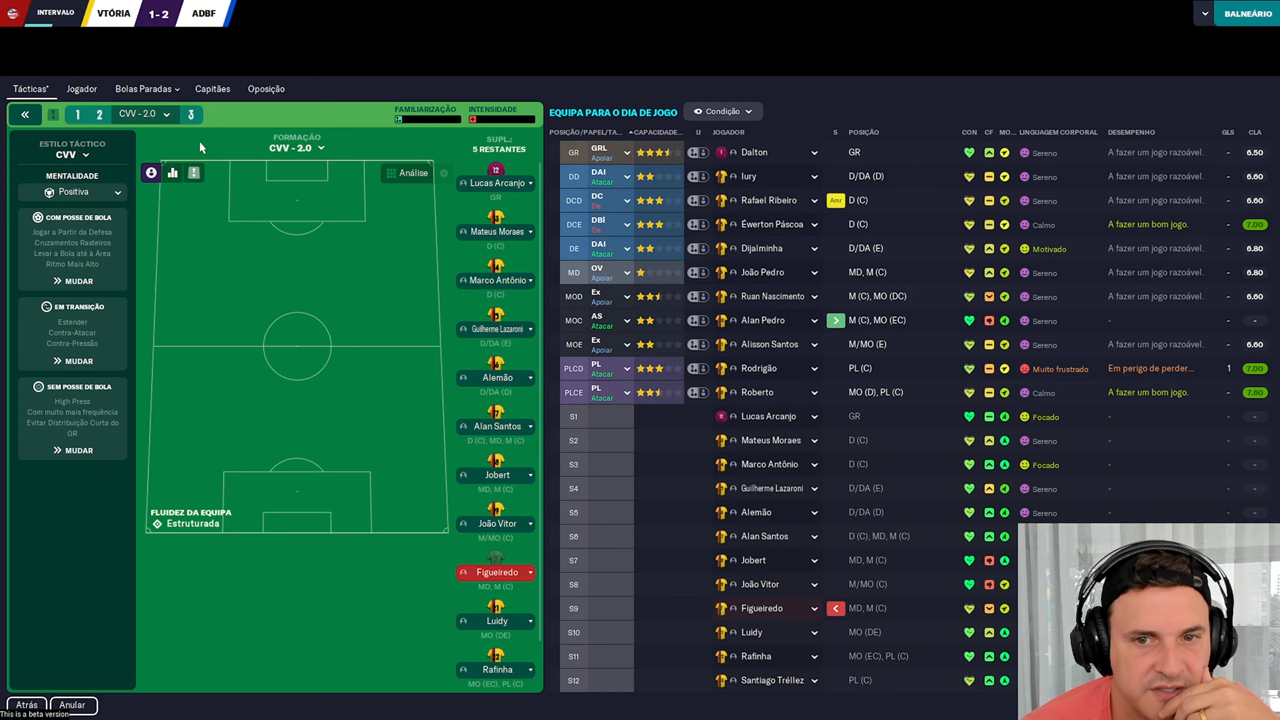 INTERVALO VTÓRIA 1 - 2 ADBF BALNEÁRIO
Tácticas* Jogador Bolas Paradas Capitães Oposição
1 2 CVV - 2.0 3 FAMILIARIZAÇÃO INTENSIDADE
ESTILO TÁCTICO
CVV
MENTALIDADE
Positiva
COM POSSE DE BOLA
Jogar a Partir da Defesa
Cruzamentos Rasteiros
Levar a Bola até à Área
Ritmo Mais Alto
MUDAR
EM TRANSIÇÃO
Estender
Contra-Atacar
Contra-Pressão
MUDAR
SEM POSSE DE BOLA
High Press
Com muito mais frequência
Evitar Distribuição Curta do
GR
MUDAR
FORMAÇÃO
CVV - 2.0
Análise
FLUIDEZ DA EQUIPA
Estruturada
SUPL.:
5 RESTANTES
12
Lucas Arcanjo
GR
Mateus Moraes
D (C)
Marco Antônio
D (C)
Guilherme Lazaroni
D/DA (E)
Alemão
D/DA (D)
Alan Santos
D (C), MD, M (C)
Jobert
MD, M (C)
João Vitor
M/MO (C)
Figueiredo
MD, M (C)
Luidy
MO (DE)
Rafinha
MO (EC), PL (C)
EQUIPA PARA O DIA DE JOGO Condição
POSIÇÃO/PAPEL/TA... CAPACIDADE... IJ JOGADOR S POSIÇÃO CON CF MO... LINGUAGEM CORPORAL DESEMPENHO GLS CLA
GR GRL Apoiar Dalton GR Sereno A fazer um jogo razoável. - 6.50
DD DAI Atacar Iury D/DA (D) Sereno A fazer um jogo razoável. - 6.60
DCD DC De Rafael Ribeiro Amr D (C) Sereno A fazer um jogo razoável. - 6.60
DCE DBl De Éwerton Páscoa D (C) Calmo A fazer um bom jogo. - 7.00
DE DAI Atacar Dijalminha D/DA (E) Motivado A fazer um jogo razoável. - 6.80
MD OV Apoiar João Pedro MD, M (C) Sereno A fazer um jogo razoável. - 6.80
MOD Ex Apoiar Ruan Nascimento M (C), MO (DC) Sereno A fazer um jogo razoável. - 6.60
MOC AS Atacar Alan Pedro M (C), MO (EC) Sereno - - -
MOE Ex Apoiar Alisson Santos M/MO (E) Sereno A fazer um jogo razoável. - 6.60
PLCD PL Atacar Rodrigão PL (C) Muito frustrado Em perigo de perder... 1 7.00
PLCE PL Atacar Roberto MO (D), PL (C) Calmo A fazer um bom jogo. - 7.60
S1 Lucas Arcanjo GR Focado - - -
S2 Mateus Moraes D (C) Sereno - - -
S3 Marco Antônio D (C) Focado - - -
S4 Guilherme Lazaroni D/DA (E) Sereno - - -
S5 Alemão D/DA (D) Sereno - - -
S6 Alan Santos D (C), MD, M (C)
S7 Jobert MD, M (C)
S8 João Vitor M/MO (C)
S9 Figueiredo MD, M (C)
S10 Luidy MO (DE)
S11 Rafinha MO (EC), PL (C)
S12 Santiago Tréllez PL (C)
Atrás Anular
This is a beta version